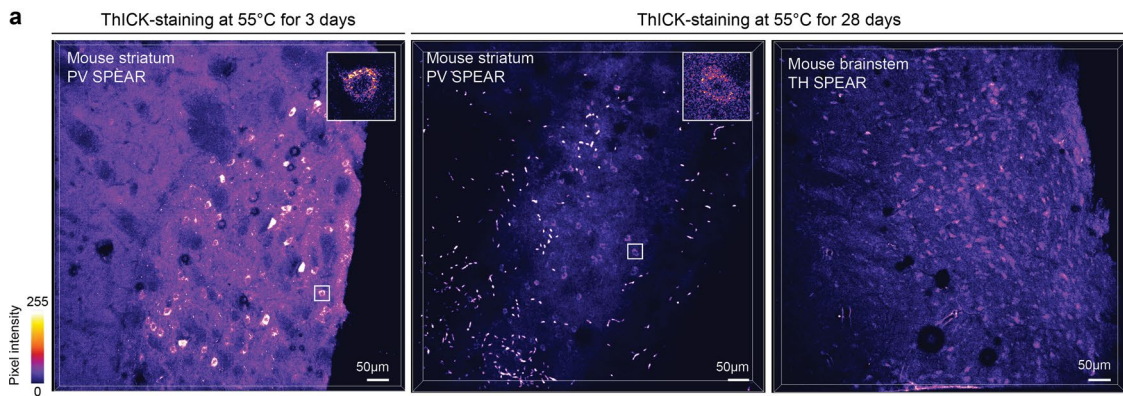 a
ThICK-staining at 55°C for 3 days
ThICK-staining at 55°C for 28 days
Mouse striatum
PV SPEAR
Mouse striatum
PV SPEAR
Mouse brainstem
TH SPEAR
Pixel intensity
255
0
50µm
50µm
50µm